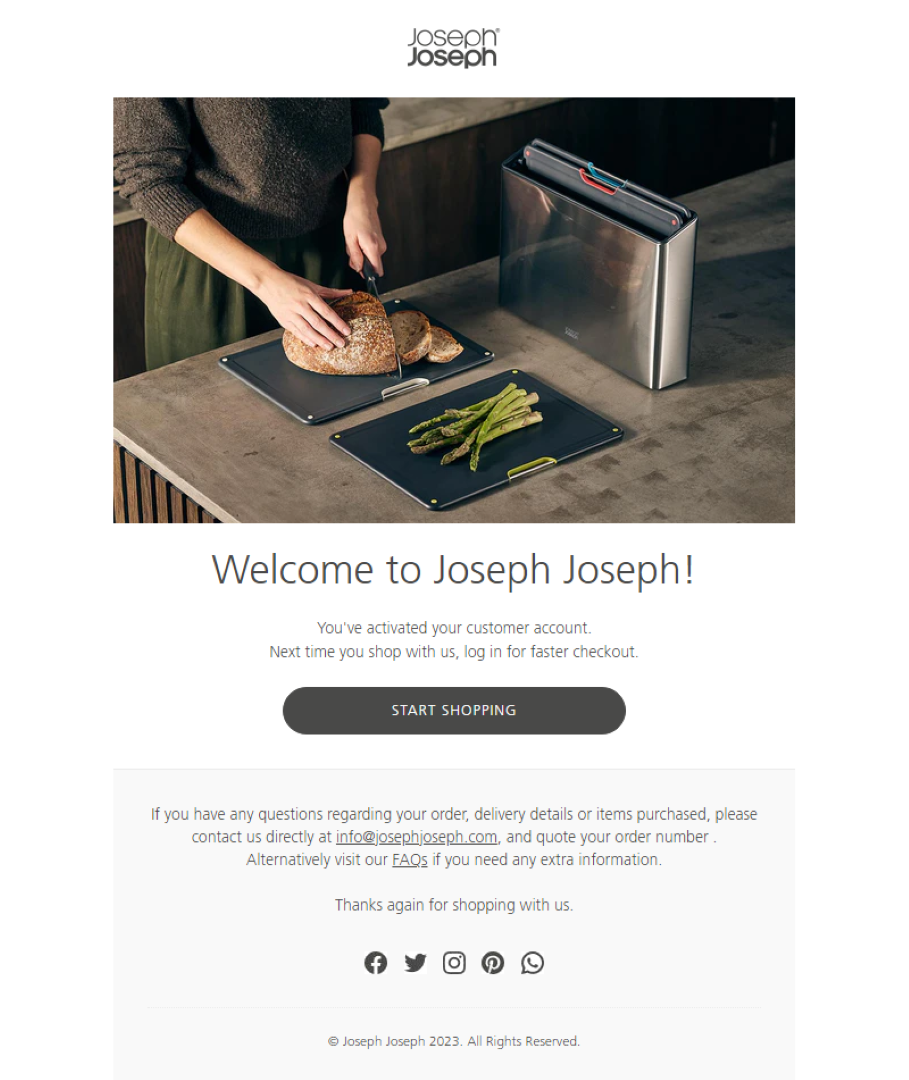 Joseph®
Joseph
Welcome to Joseph Joseph!
You've activated your customer account.
Next time you shop with us, log in for faster checkout.
START SHOPPING
If you have any questions regarding your order, delivery details or items purchased, please
contact us directly at info@josephjoseph.com, and quote your order number .
Alternatively visit our FAQs if you need any extra information.
Thanks again for shopping with us.
© Joseph Joseph 2023. All Rights Reserved.